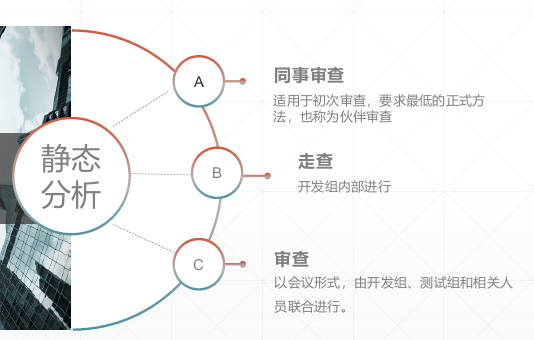 静态
分析
A
同事审查
适用于初次审查，要求最低的正式方
法，也称为伙伴审查
B
走查
开发组内部进行
C
审查
以会议形式，由开发组、测试组和相关人
员联合进行。